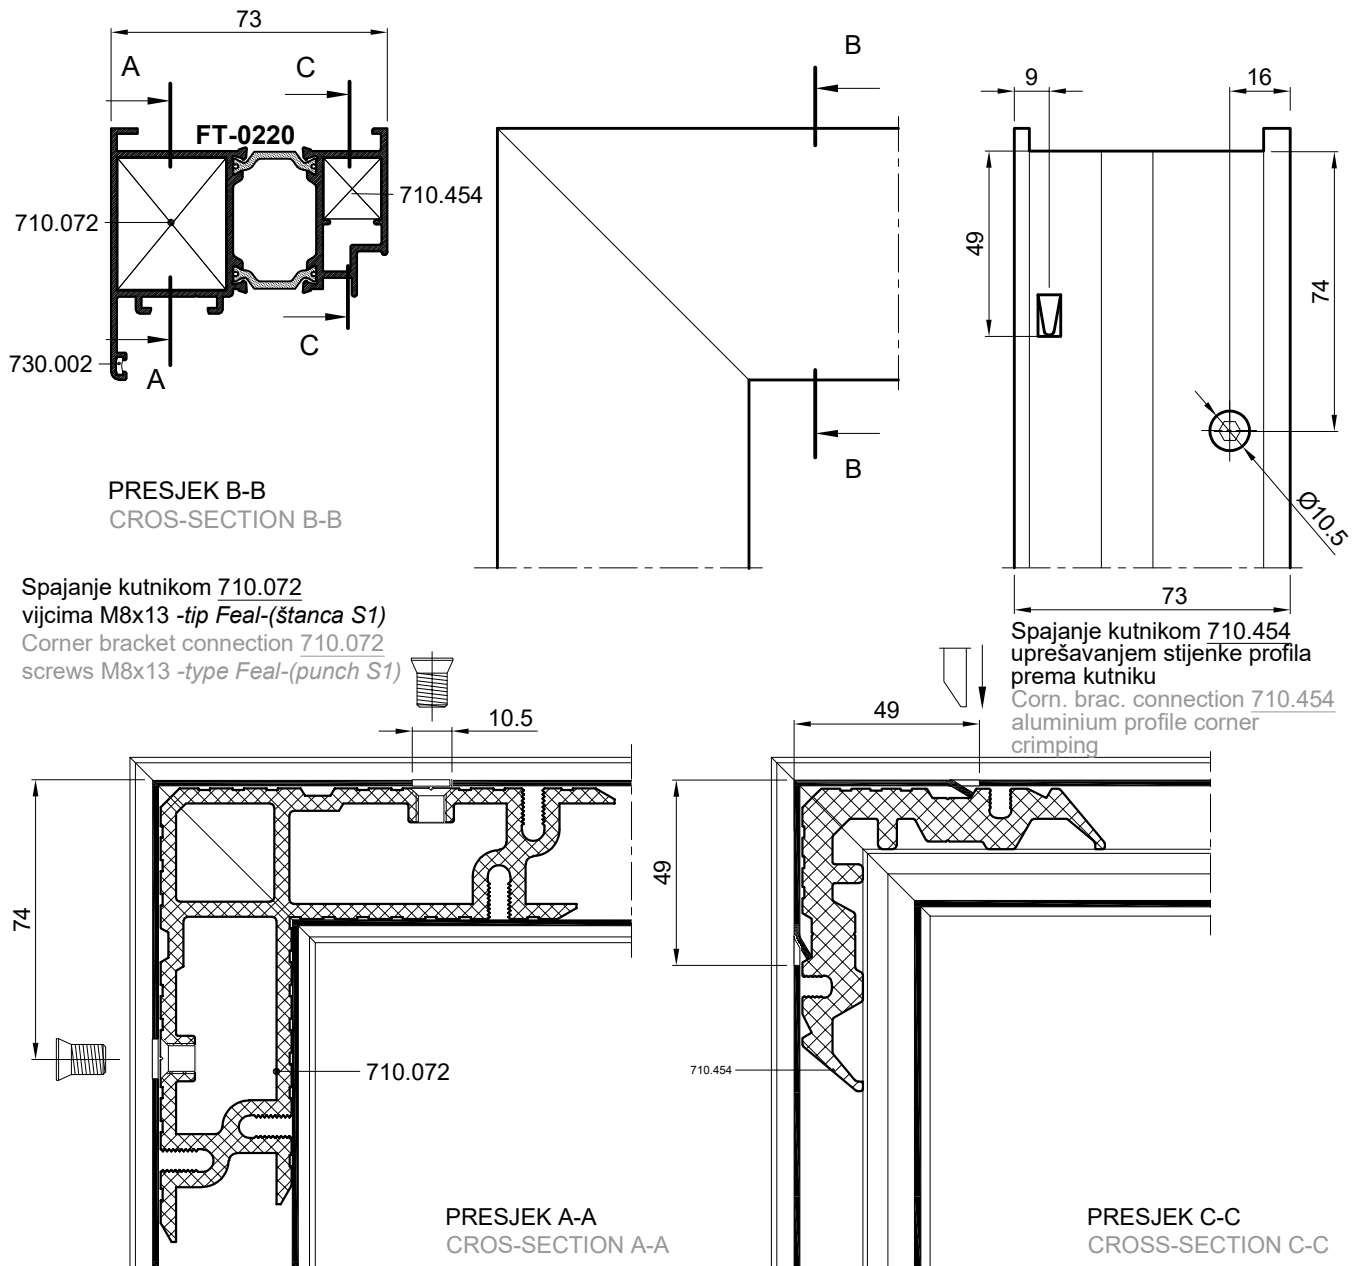 73
A
C
FT-0220
710.454
710.072
C
730.002
A
B
B
9
16
49
74
Ø10.5
73
PRESJEK B-B
CROS-SECTION B-B
Spajanje kutnikom 710.072
vijcima M8x13 -tip Feal-(štanca S1)
Corner bracket connection 710.072
screws M8x13 -type Feal-(punch S1)
Spajanje kutnikom 710.454
uprešavanjem stijenke profila
prema kutniku
Corn. brac. connection 710.454
aluminium profile corner
crimping
10.5
74
710.072
PRESJEK A-A
CROS-SECTION A-A
49
49
710.454
PRESJEK C-C
CROSS-SECTION C-C